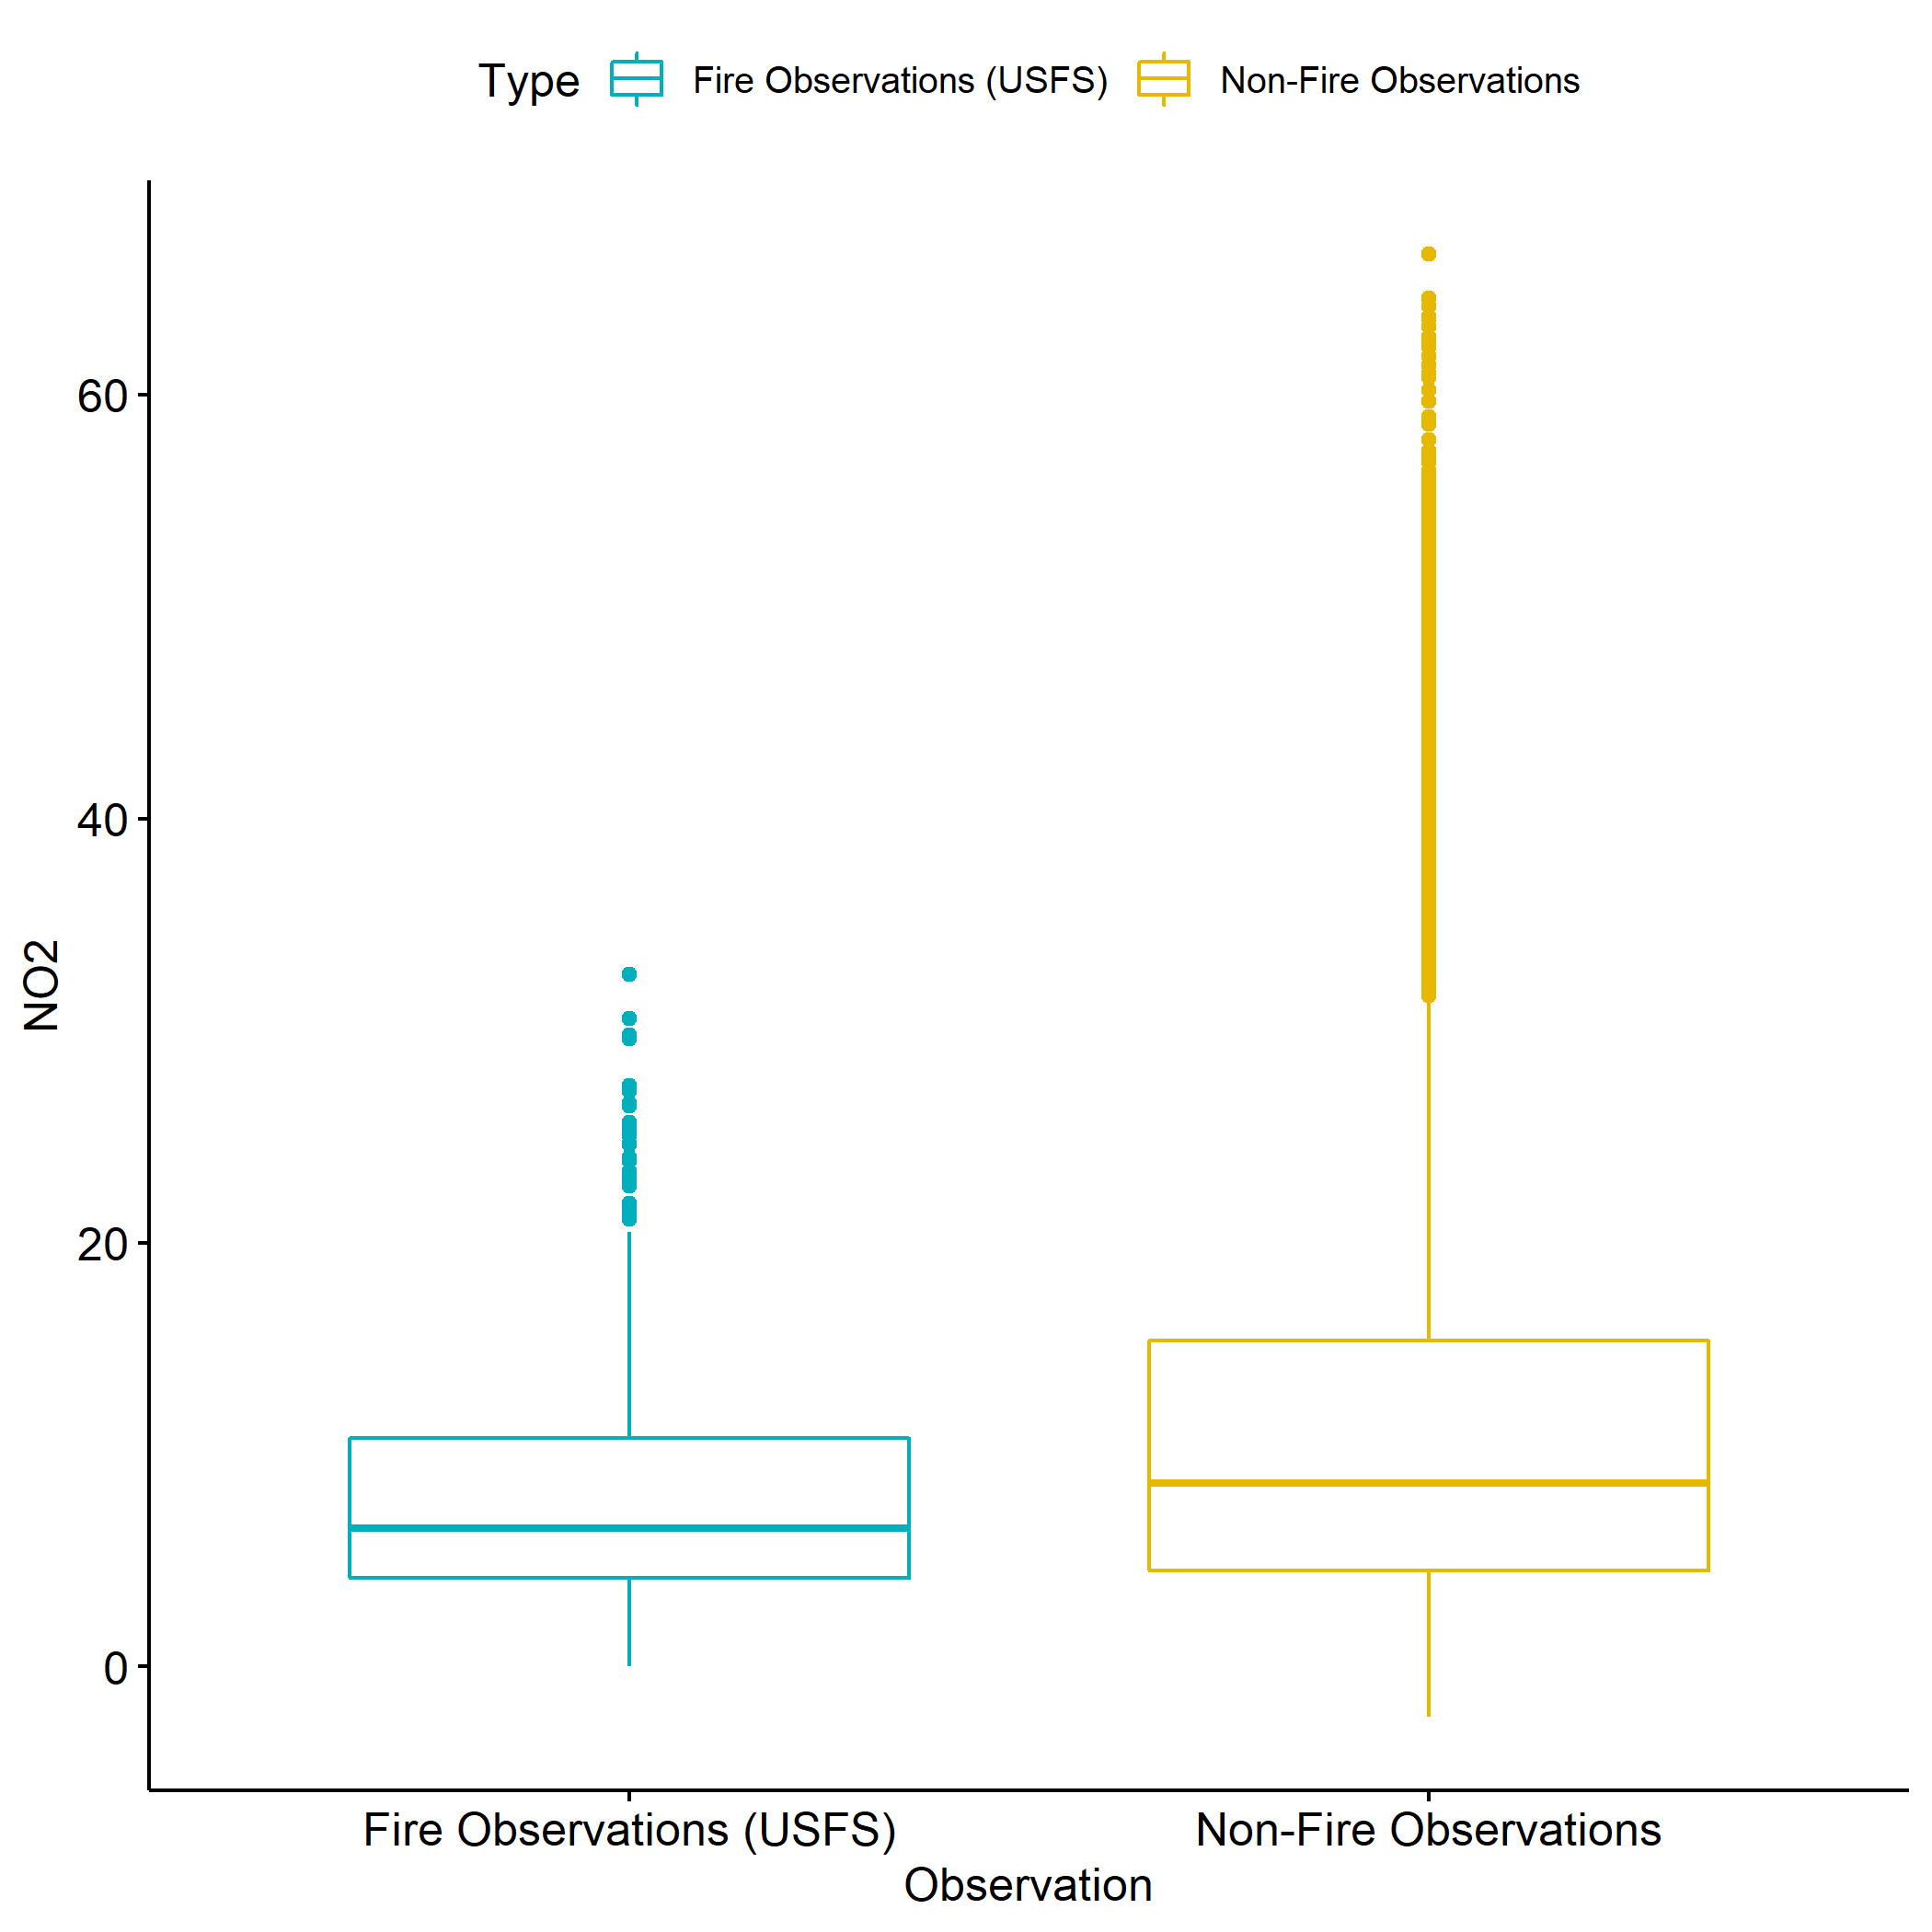 Type Fire Observations (USFS) Non-Fire Observations
60
40
20
0
NO2
Fire Observations (USFS) Non-Fire Observations
Observation